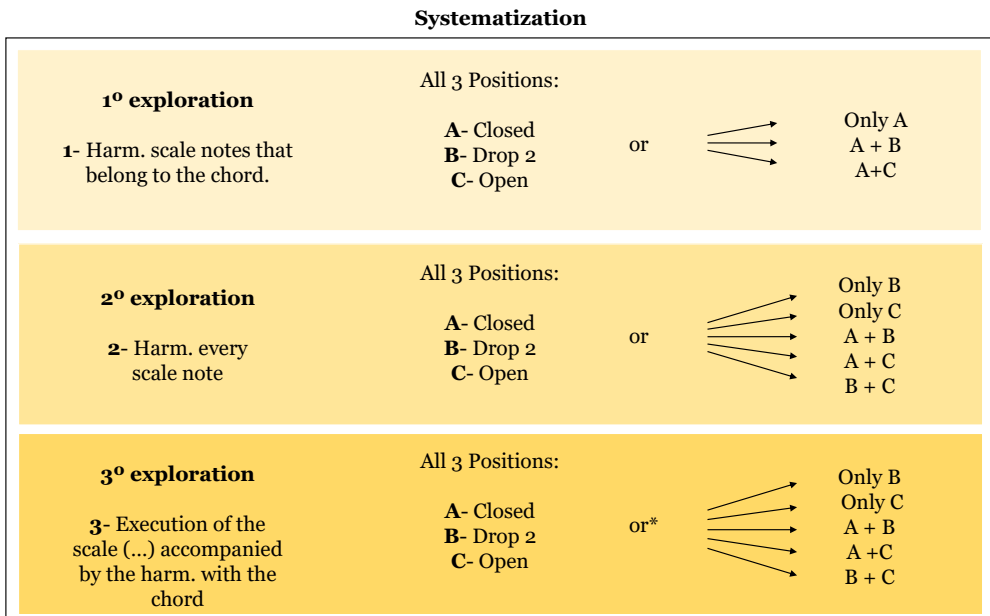 Systematization
1º exploration
1- Harm. scale notes that
belong to the chord.
All 3 Positions:
A- Closed
B- Drop 2
C- Open
or
Only A
A + B
A+C
2º exploration
2- Harm. every
scale note
All 3 Positions:
A- Closed
B- Drop 2
C- Open
or
Only B
Only C
A + B
A + C
B + C
3º exploration
3- Execution of the
scale (...) accompanied
by the harm. with the
chord
All 3 Positions:
A- Closed
B- Drop 2
C- Open
or*
Only B
Only C
A + B
A +C
B + C